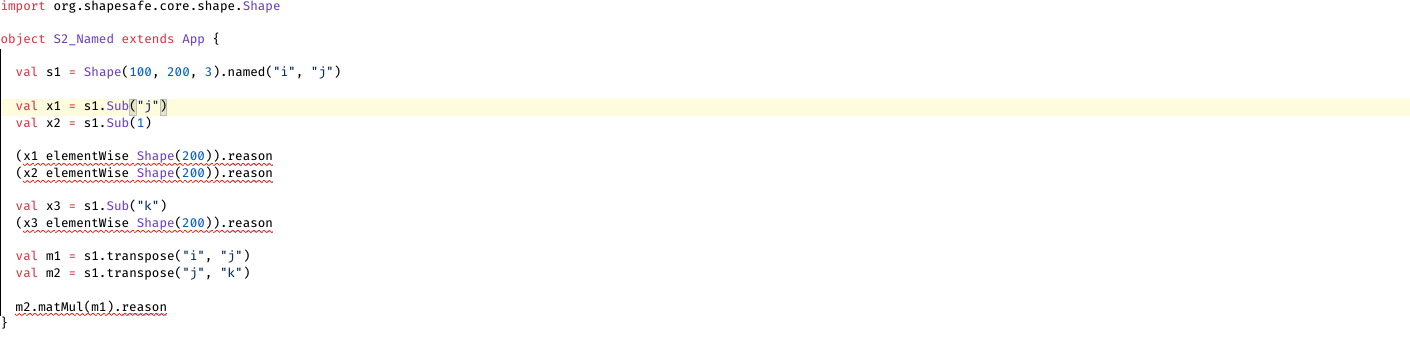 import org.shapesafe.core.shape.Shape
object S2_Named extends App {
val s1 = Shape(100, 200, 3).named("i", "j")
val x1 = s1.Sub("j")
val x2 = s1.Sub(1)
(x1 elementWise Shape(200)).reason
(x2 elementWise Shape(200)).reason
val x3 = s1.Sub("k")
(x3 elementWise Shape(200)).reason
val m1 = s1.transpose("i", "j")
val m2 = s1.transpose("j", "k")
m2.matMul(m1).reason
}